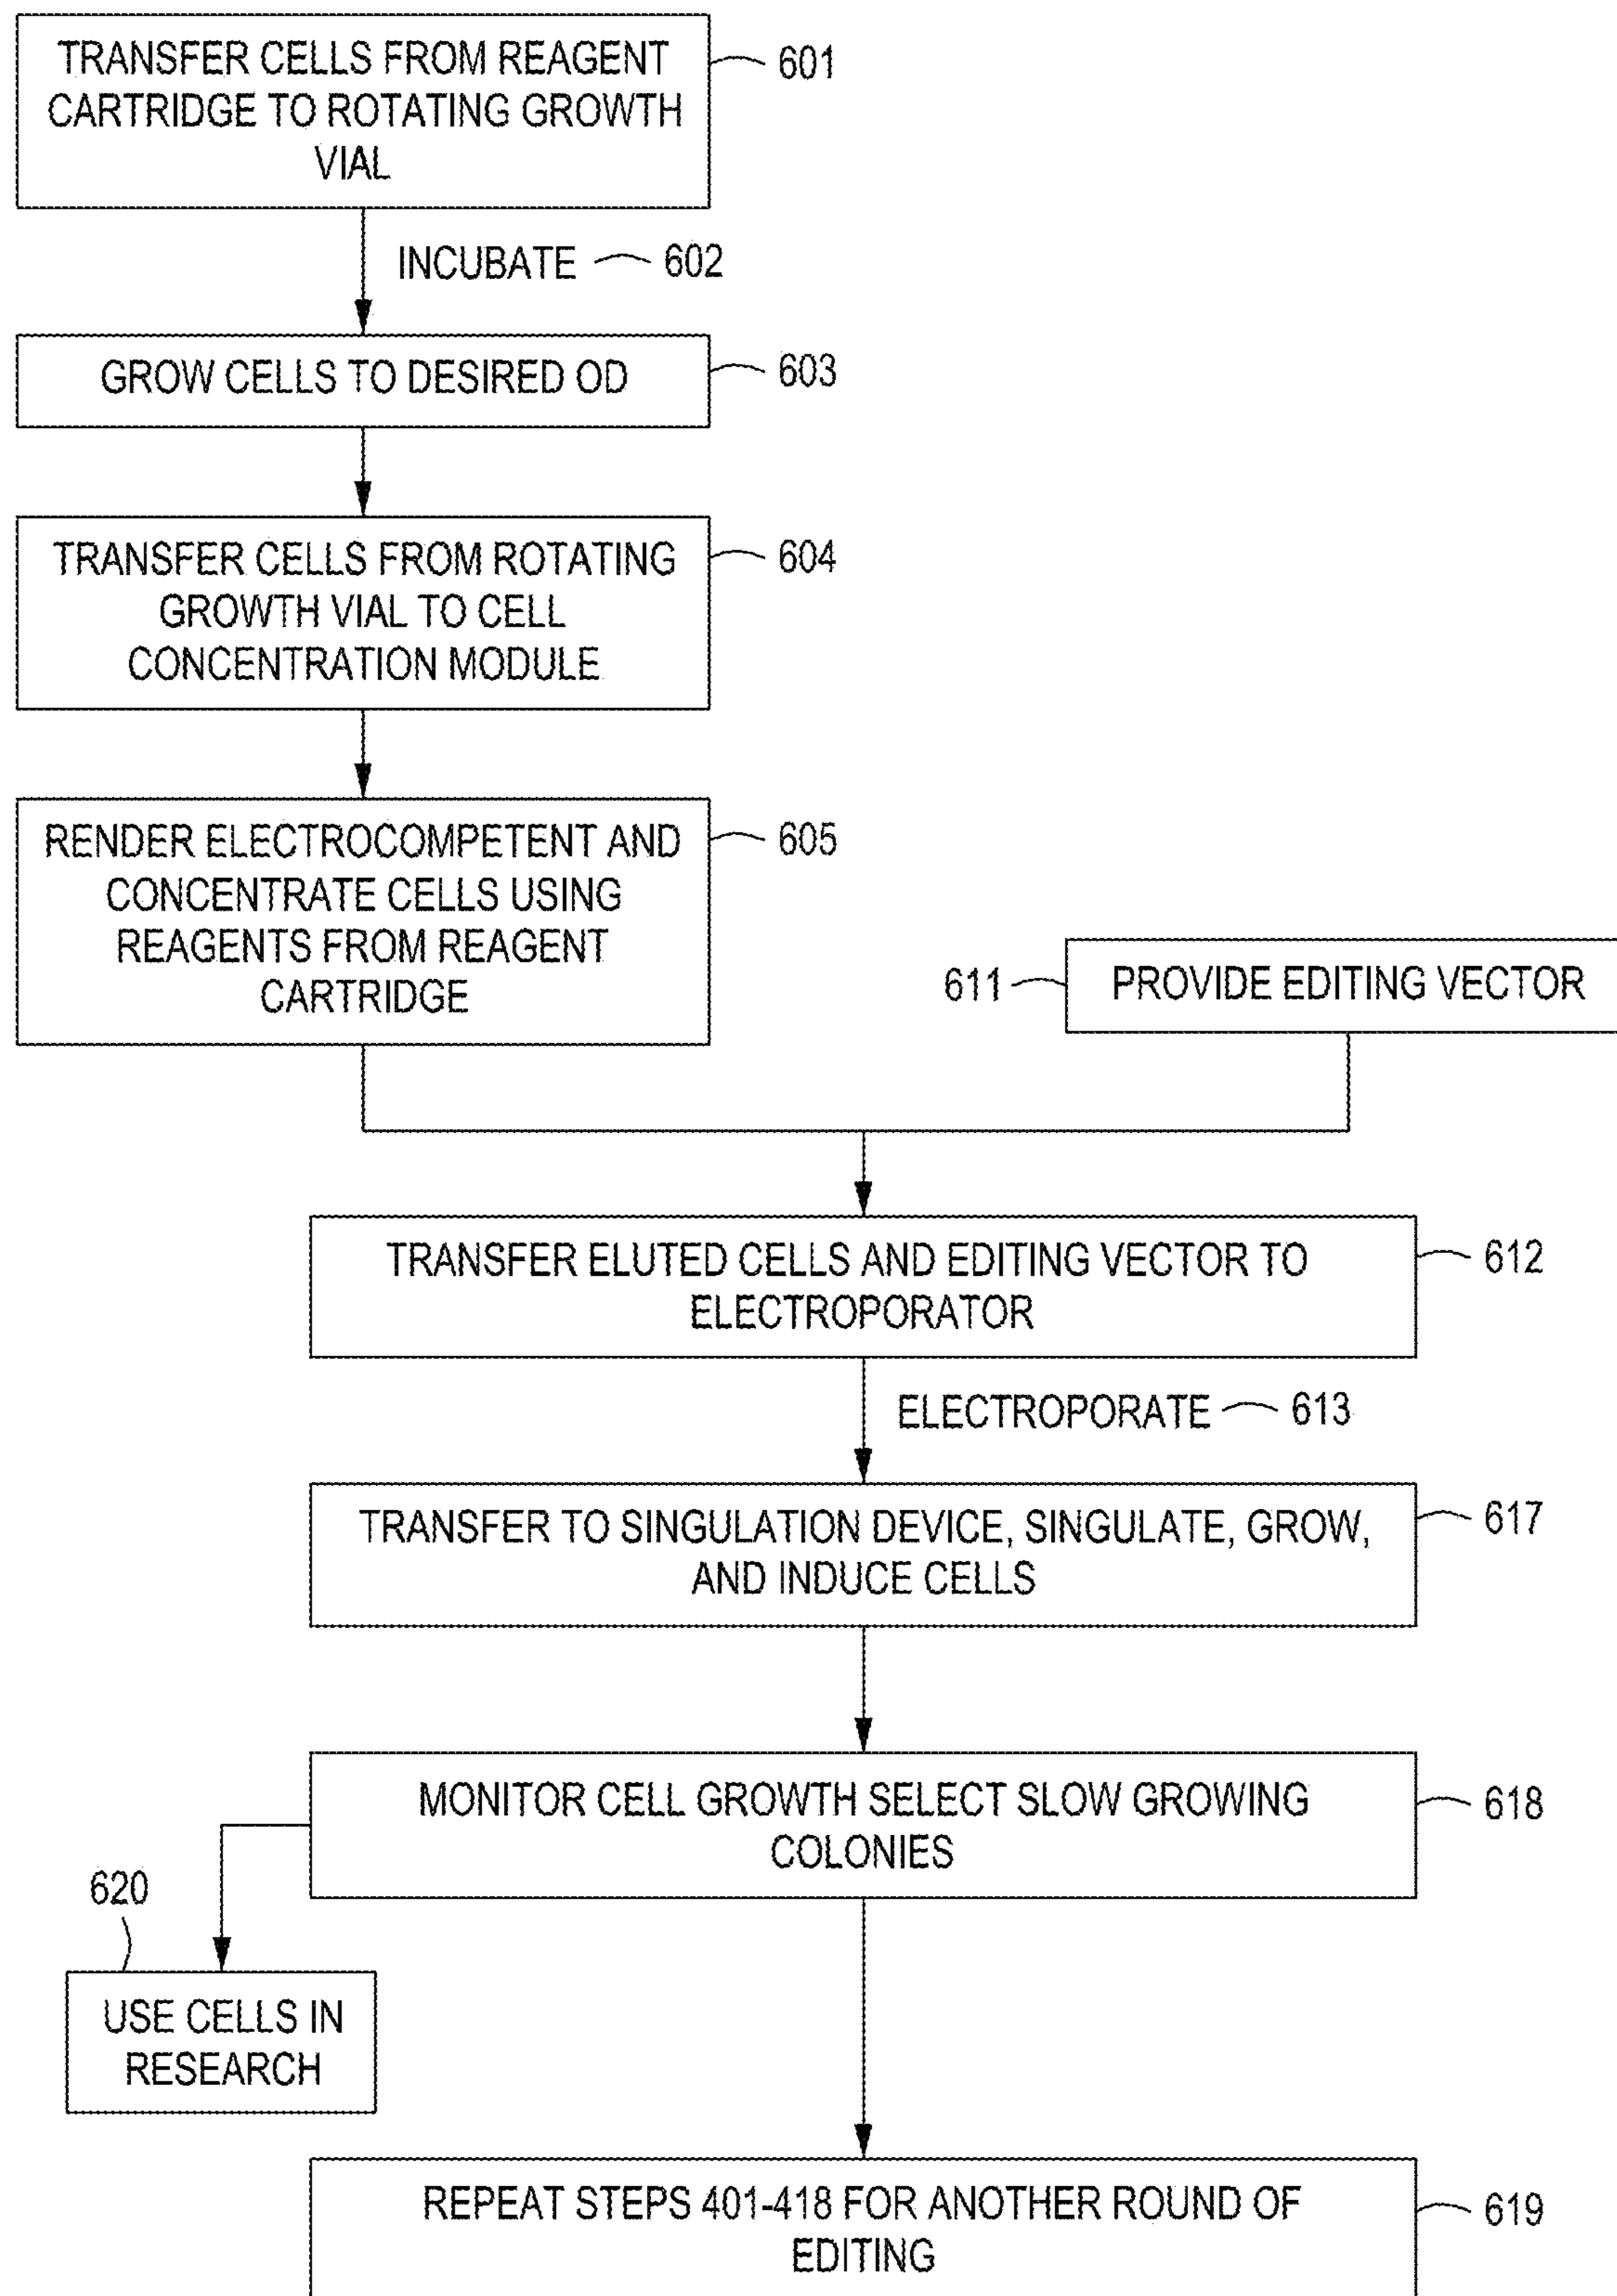 TRANSFER CELLS FROM REAGENT
CARTRIDGE TO ROTATING GROWTH
VIAL
601
INCUBATE
602
GROW CELLS TO DESIRED OD
603
TRANSFER CELLS FROM ROTATING
GROWTH VIAL TO CELL
CONCENTRATION MODULE
604
RENDER ELECTROCOMPETENT AND
CONCENTRATE CELLS USING
REAGENTS FROM REAGENT
CARTRIDGE
605
611
PROVIDE EDITING VECTOR
TRANSFER ELUTED CELLS AND EDITING VECTOR TO
ELECTROPORATOR
612
ELECTROPORATE
613
TRANSFER TO SINGULATION DEVICE, SINGULATE, GROW,
AND INDUCE CELLS
617
MONITOR CELL GROWTH SELECT SLOW GROWING
COLONIES
618
620
USE CELLS IN
RESEARCH
REPEAT STEPS 401-418 FOR ANOTHER ROUND OF
EDITING
619